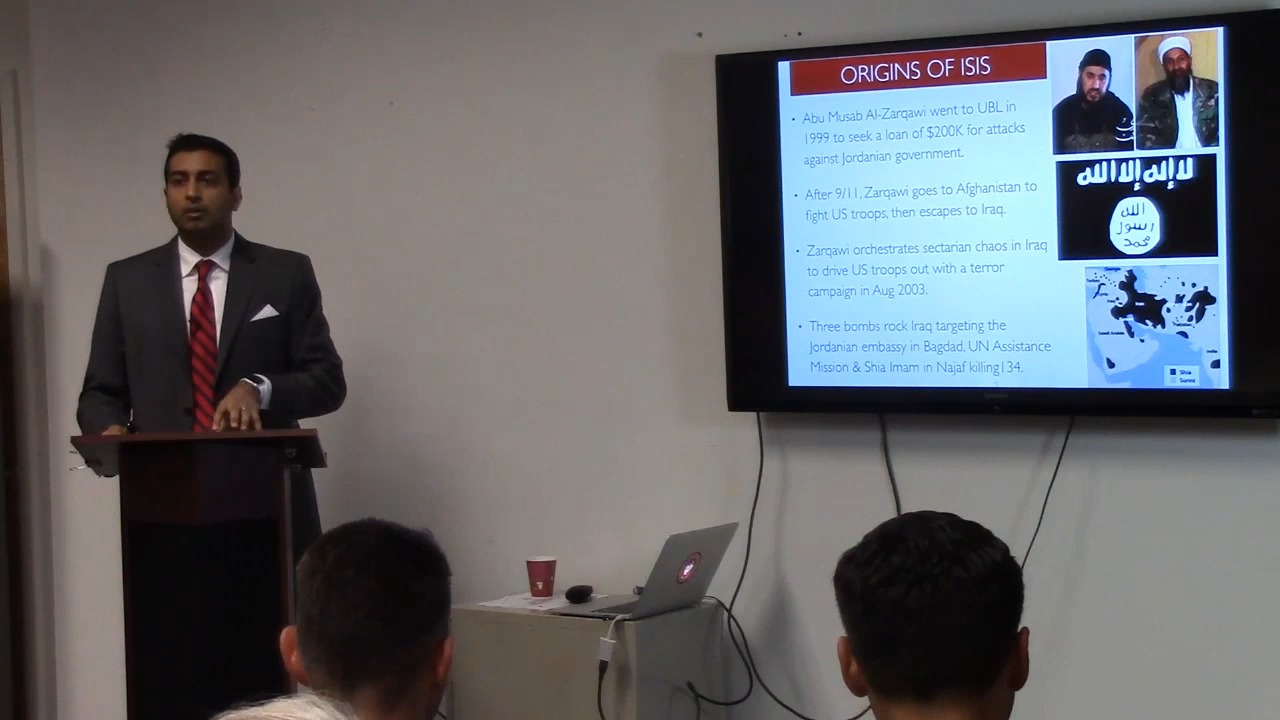 ORIGINS OF ISIS
• Abu Musab Al-Zarqawi went to UBL in
1999 to seek a loan of $200K for attacks
against Jordanian government.
• After 9/11, Zarqawi goes to Afghanistan to
fight US troops, then escapes to Iraq.
• Zarqawi orchestrates sectarian chaos in Iraq
to drive US troops out with a terror
campaign in Aug 2003.
• Three bombs rock Iraq targeting the
Jordanian embassy in Bagdad, UN Assistance
Mission & Shia Imam in Najaf killing134.
لا إله إلا الله
الله
رسول
محمد
Saudi Arabia
Pakistan
India
Shia
Sunni